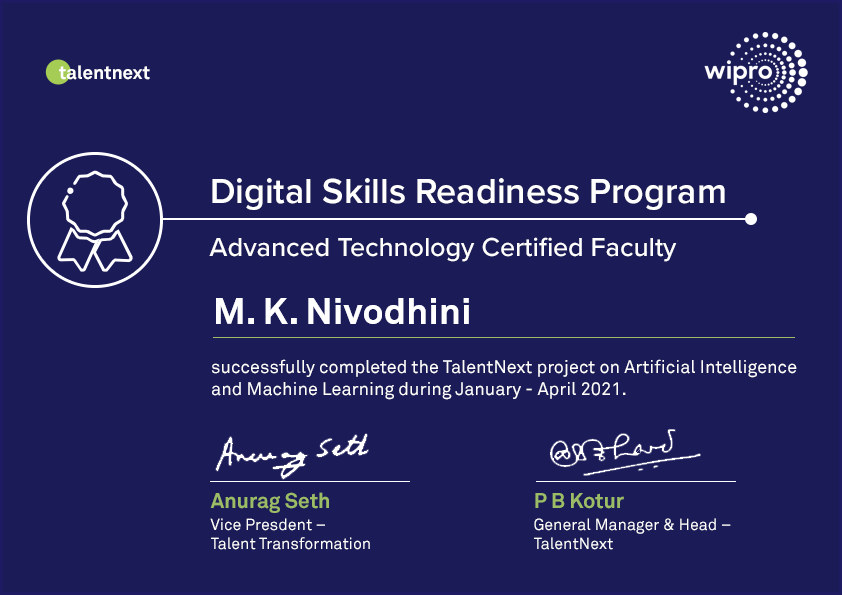 talentnext
wipro
Digital Skills Readiness Program
Advanced Technology Certified Faculty
M. K. Nivodhini
successfully completed the TalentNext project on Artificial Intelligence
and Machine Learning during January - April 2021.
Anurag Seth
Anurag Seth
Vice Presdent –
Talent Transformation
P B Kotur
General Manager & Head –
TalentNext